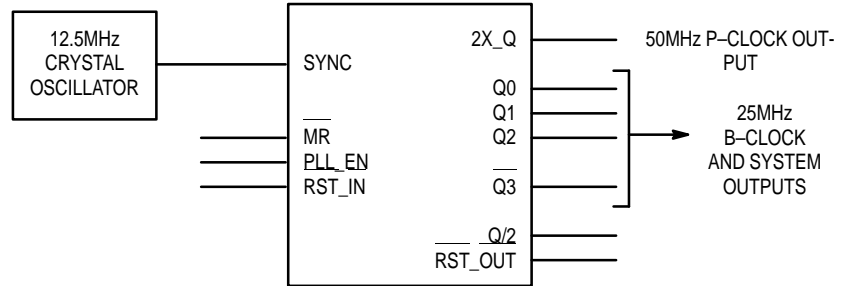 12.5MHz
CRYSTAL
OSCILLATOR
SYNC
MR
PLL_EN
RST_IN
2X_Q
Q0
Q1
Q2
Q3
Q/2
RST_OUT
50MHz P–CLOCK OUT-
PUT
25MHz
B–CLOCK
AND SYSTEM
OUTPUTS